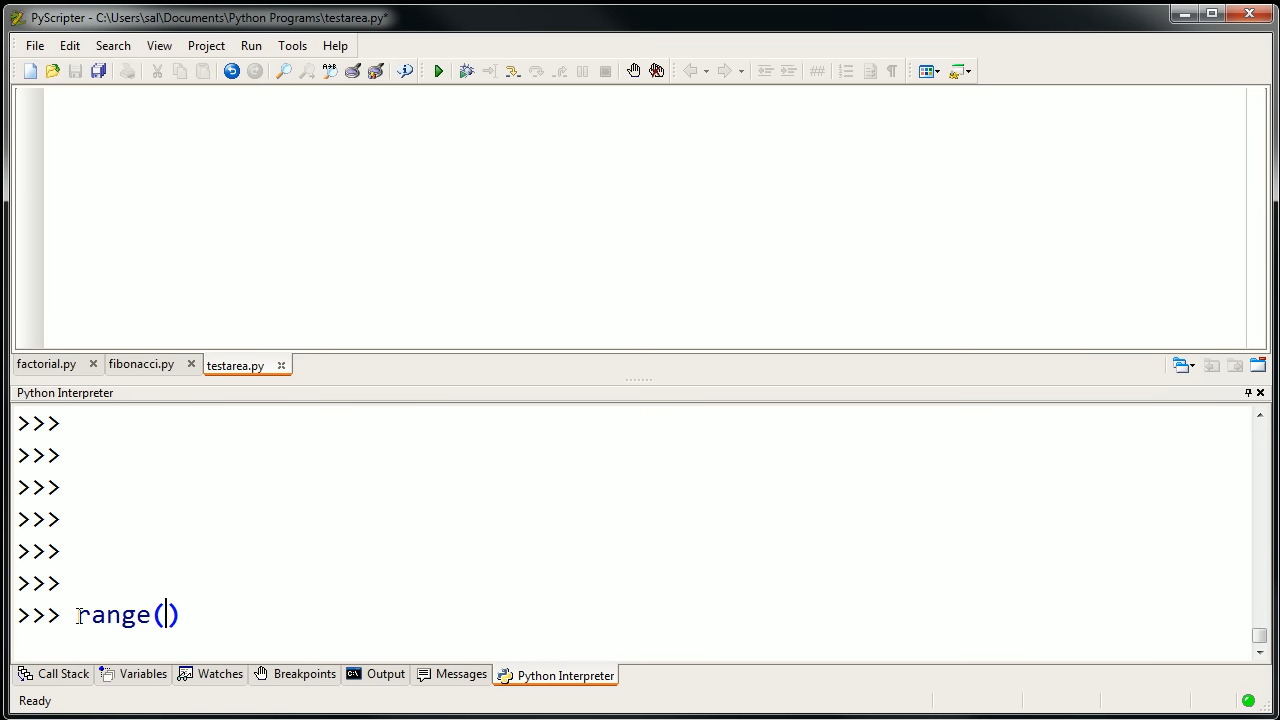 PyScripter - C:\Users\sal\Documents\Python Programs\testarea.py*
File Edit Search View Project Run Tools Help
factorial.py fibonacci.py testarea.py
Python Interpreter
>>>
>>>
>>>
>>>
>>>
>>>
>>> range()
Call Stack Variables Watches Breakpoints Output Messages Python Interpreter
Ready